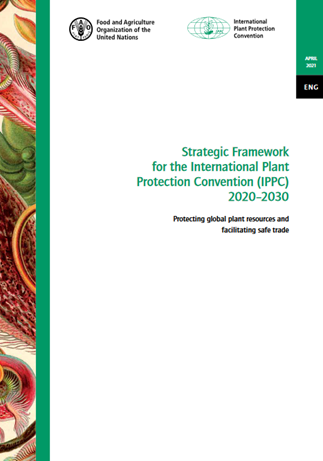 Food and Agriculture
Organization of the
United Nations
International
Plant Protection
Convention
APRIL
2021
ENG
Strategic Framework
for the International Plant
Protection Convention (IPPC)
2020–2030
Protecting global plant resources and
facilitating safe trade